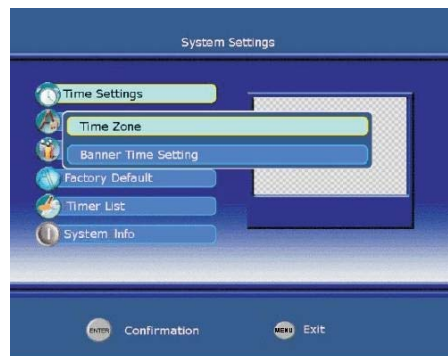 System Settings
Time Settings
Time Zone
Banner Time Setting
Factory Default
Timer List
System Info
ENTER Confirmation MENU Exit